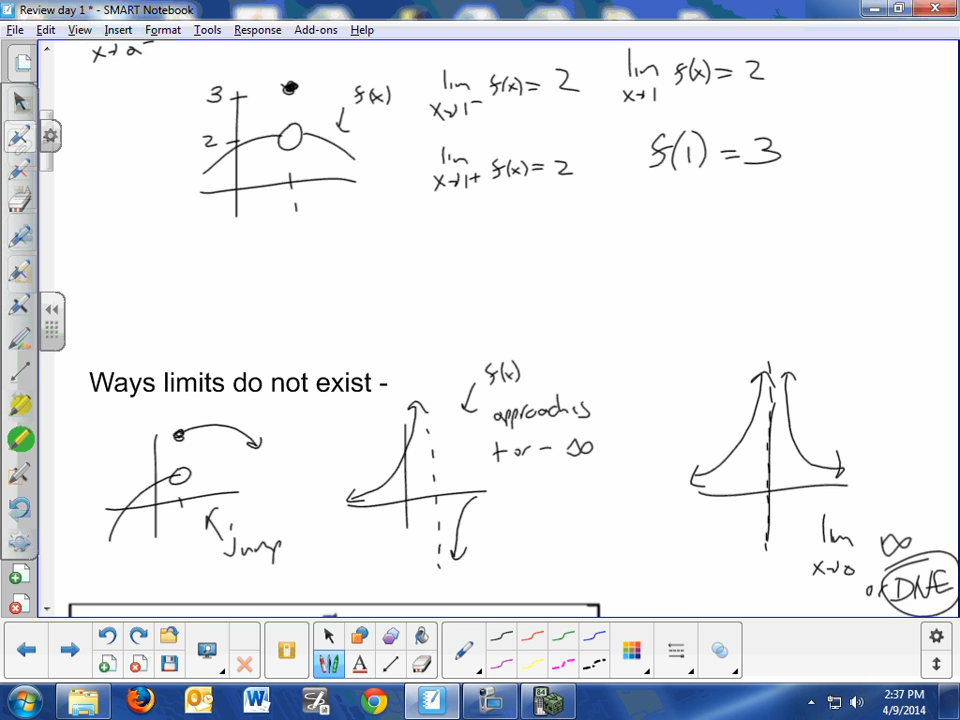 Review day 1 * - SMART Notebook
File Edit View Insert Format Tools Response Add-ons Help
x→a⁻
3
2
1
f(x)
lim f(x) = 2
x→1⁻
lim f(x) = 2
x→1
lim f(x) = 2
x→1+
f(1) = 3
Ways limits do not exist -
jump
f(x)
approaches
+ or - ∞
lim ∞
x→0
or DNE
A
W
2:37 PM
4/9/2014